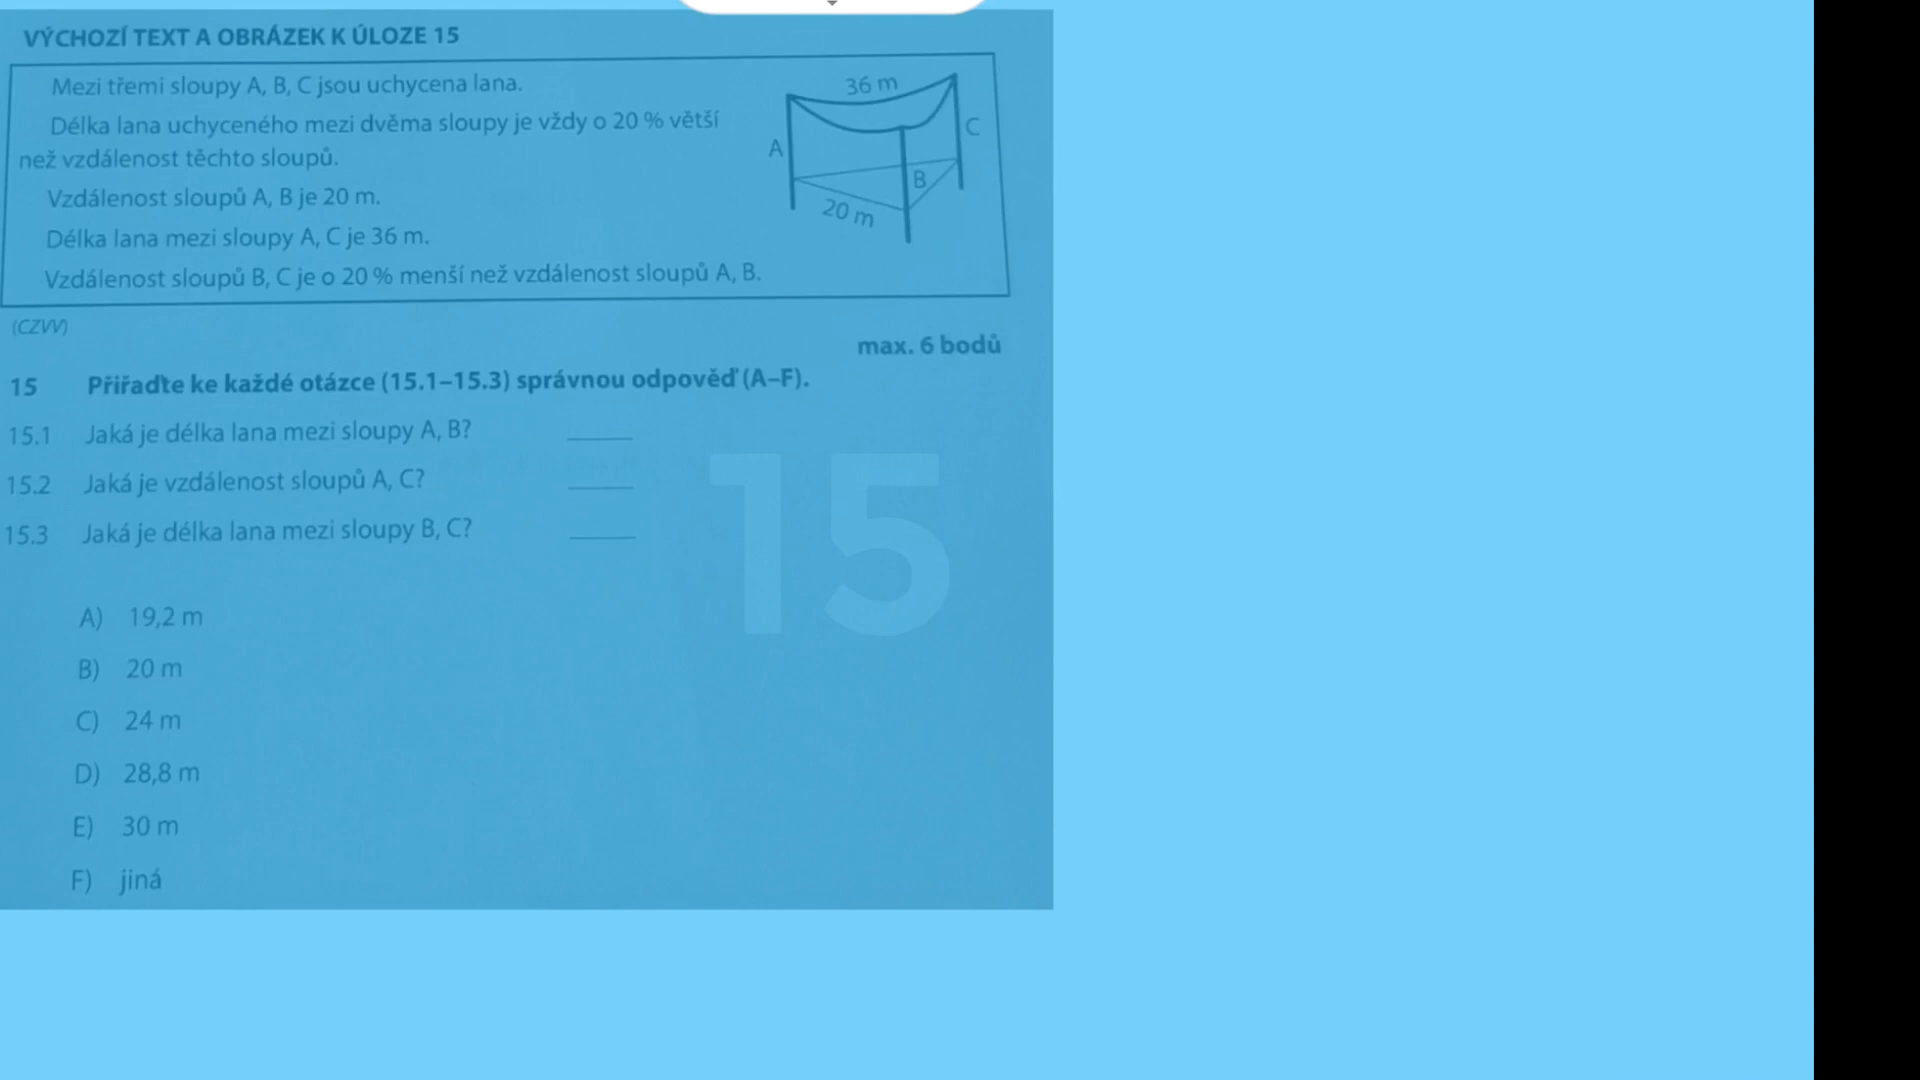 VÝCHOZÍ TEXT A OBRÁZEK K ÚLOZE 15
Mezi třemi sloupy A, B, C jsou uchycena lana.
Délka lana uchyceného mezi dvěma sloupy je vždy o 20 % větší
než vzdálenost těchto sloupů.
Vzdálenost sloupů A, B je 20 m.
Délka lana mezi sloupy A, C je 36 m.
Vzdálenost sloupů B, C je o 20 % menší než vzdálenost sloupů A, B.
36 m
A
C
B
20 m
(CZVV)
max. 6 bodů
15 Přiřaďte ke každé otázce (15.1–15.3) správnou odpověď (A–F).
15.1 Jaká je délka lana mezi sloupy A, B?
15.2 Jaká je vzdálenost sloupů A, C?
15.3 Jaká je délka lana mezi sloupy B, C?
15
A) 19,2 m
B) 20 m
C) 24 m
D) 28,8 m
E) 30 m
F) jiná